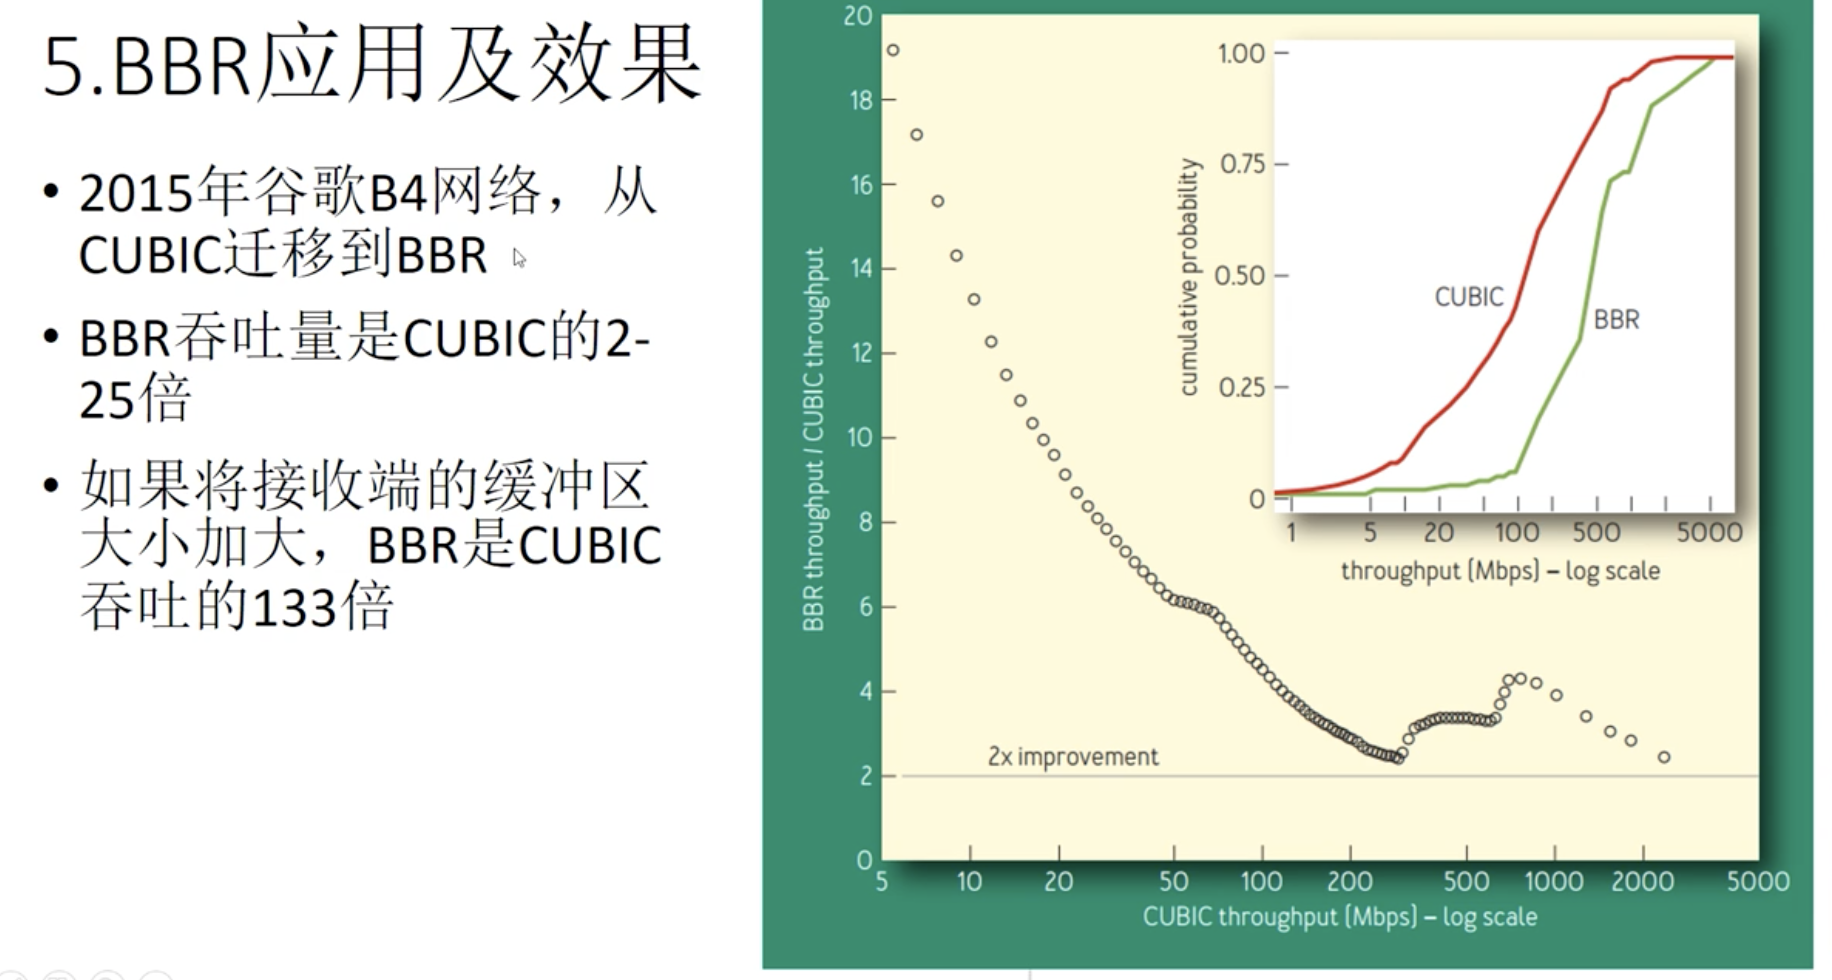 5.BBR应用及效果
• 2015年谷歌B4网络，从
CUBIC迁移到BBR
• BBR吞吐量是CUBIC的2-
25倍
• 如果将接收端的缓冲区
大小加大，BBR是CUBIC
吞吐的133倍
BBR throughput / CUBIC throughput
20
18
16
14
12
10
8
6
4
2
0
2x improvement
5 10 20 50 100 200 500 1000 2000 5000
CUBIC throughput (Mbps) – log scale
cumulative probability
1.00
0.75
0.50
0.25
0
CUBIC
BBR
1 5 20 100 500 5000
throughput (Mbps) – log scale